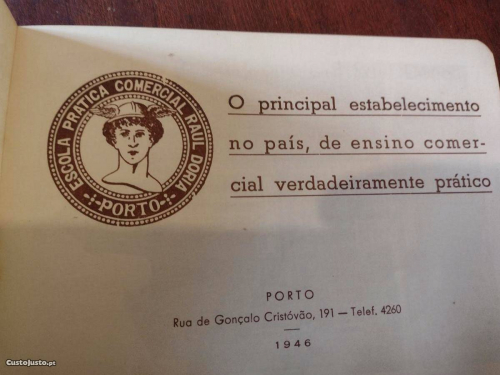 ESCOLA PRATICA COMERCIAL RAUL DORIA
PORTO
O principal estabelecimento
no país, de ensino comer-
cial verdadeiramente prático
PORTO
Rua de Gonçalo Cristóvão, 191 — Telef. 4260
1946
CustoJusto.pt